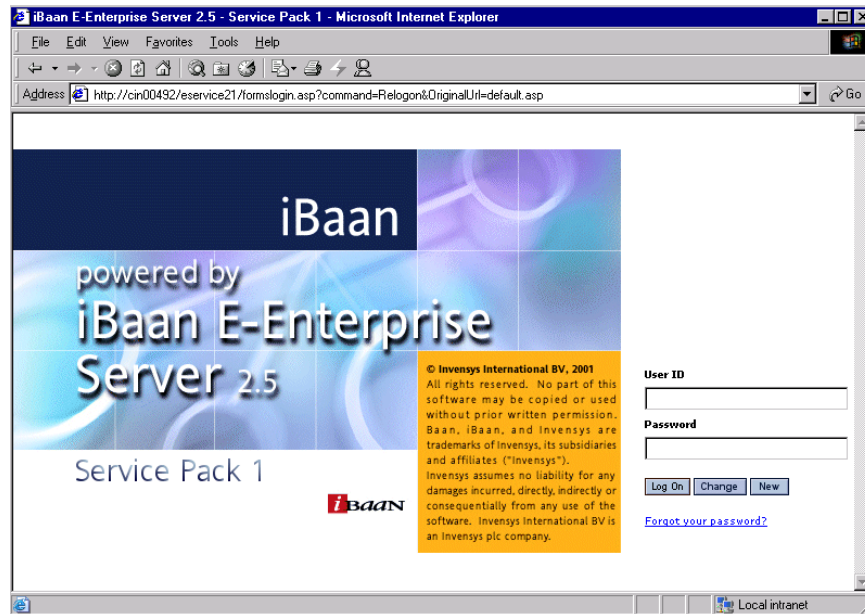 iBaan E-Enterprise Server 2.5 - Service Pack 1 - Microsoft Internet Explorer
File Edit View Favorites Tools Help
Address http://cin00492/eservice21/formslogin.asp?command=Relogon&OriginalUrl=default.asp Go
iBaan
powered by
iBaan E-Enterprise
Server 2.5
Service Pack 1
iBaan
© Invensys International BV, 2001
All rights reserved. No part of this
software may be copied or used
without prior written permission.
Baan, iBaan, and Invensys are
trademarks of Invensys, its subsidiaries
and affiliates ("Invensys").
Invensys assumes no liability for any
damages incurred, directly, indirectly or
consequentially from any use of the
software. Invensys International BV is
an Invensys plc company.
User ID
Password
Log On Change New
Forgot your password?
Local intranet